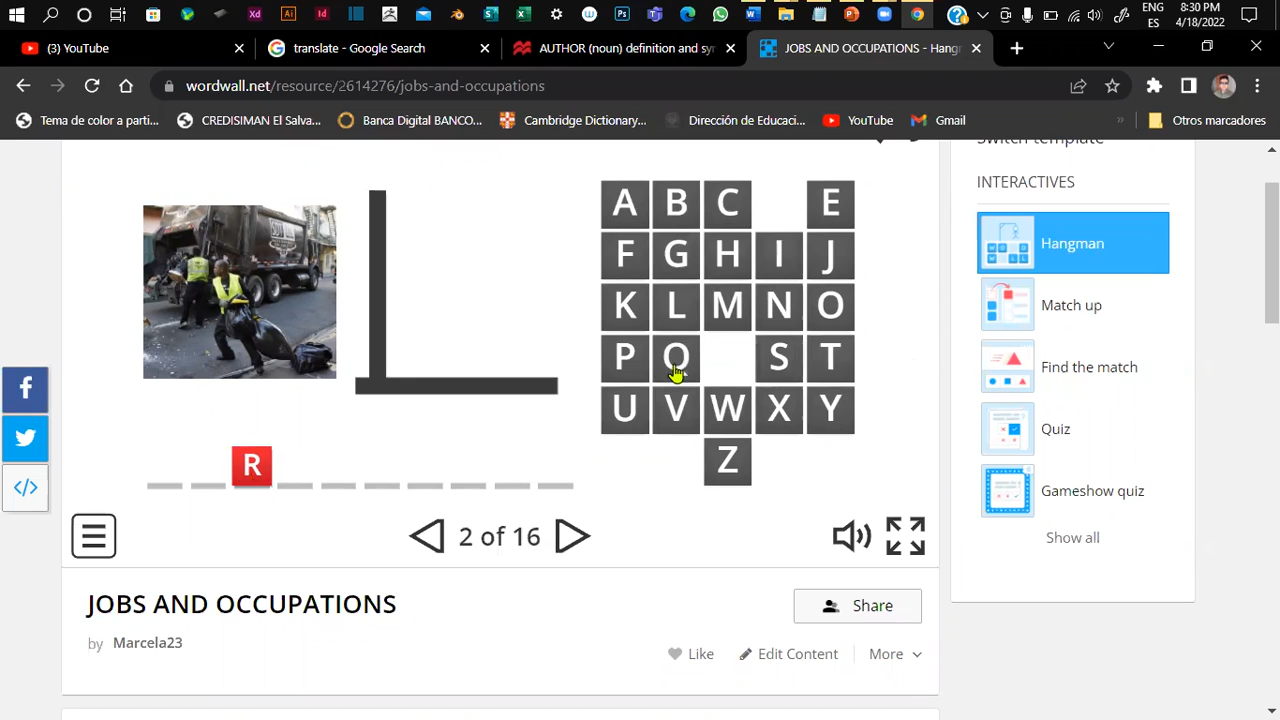 ENG
ES
8:30 PM
4/18/2022
(3) YouTube
translate - Google Search
AUTHOR (noun) definition and sy
JOBS AND OCCUPATIONS - Hang
wordwall.net/resource/2614276/jobs-and-occupations
Tema de color a parti...
CREDISIMAN El Salva...
Banca Digital BANCO...
Cambridge Dictionary...
Dirección de Educaci...
YouTube
Gmail
»
Otros marcadores
Switch template
INTERACTIVES
A B C E
F G H I J
K L M N O
P Q S T
U V W X Y
Z
R
2 of 16
Hangman
Match up
Find the match
Quiz
Gameshow quiz
Show all
JOBS AND OCCUPATIONS
by Marcela23
Share
Like
Edit Content
More